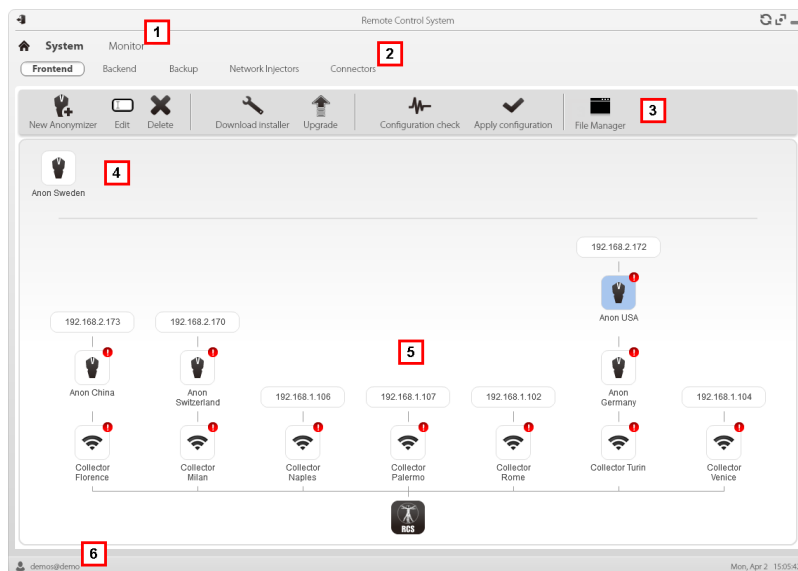 Remote Control System
1
System Monitor
2
Frontend Backend Backup Network Injectors Connectors
New Anonymizer Edit Delete Download installer Upgrade Configuration check Apply configuration File Manager
3
4
Anon Sweden
192.168.2.172
Anon USA
192.168.2.173 192.168.2.170
5
Anon China
Anon
Switzerland
Anon
Germany
192.168.1.106 192.168.1.107 192.168.1.102 192.168.1.104
Collector
Florence
Collector
Milan
Collector
Naples
Collector
Palermo
Collector
Rome
Collector Turin
Collector
Venice
RCS
6
demos@demo
Mon, Apr 2 15:05:42